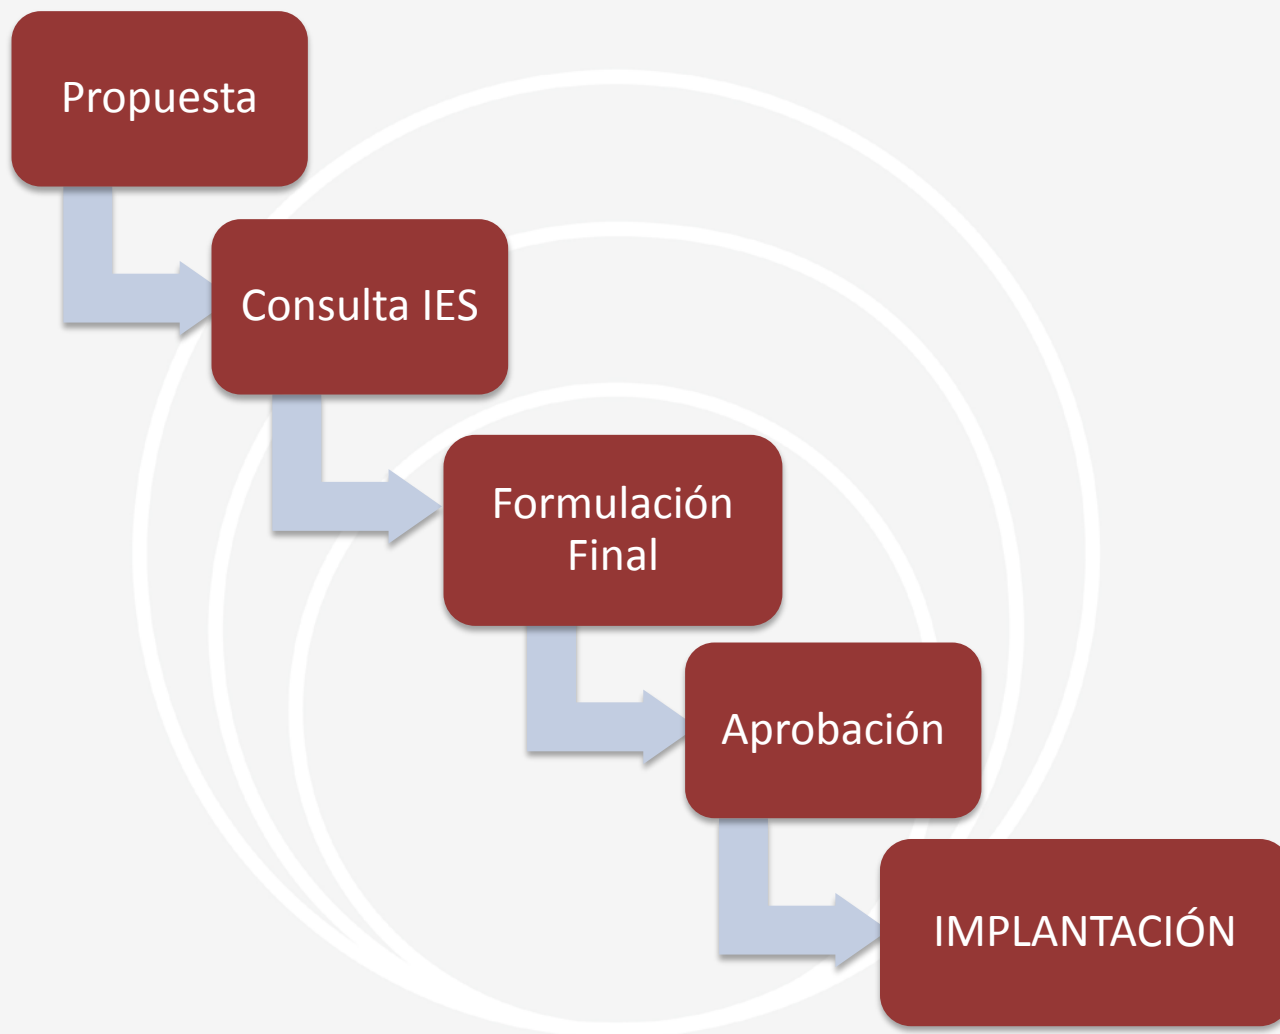 Propuesta
Consulta IES
Formulación
Final
Aprobación
IMPLANTACIÓN